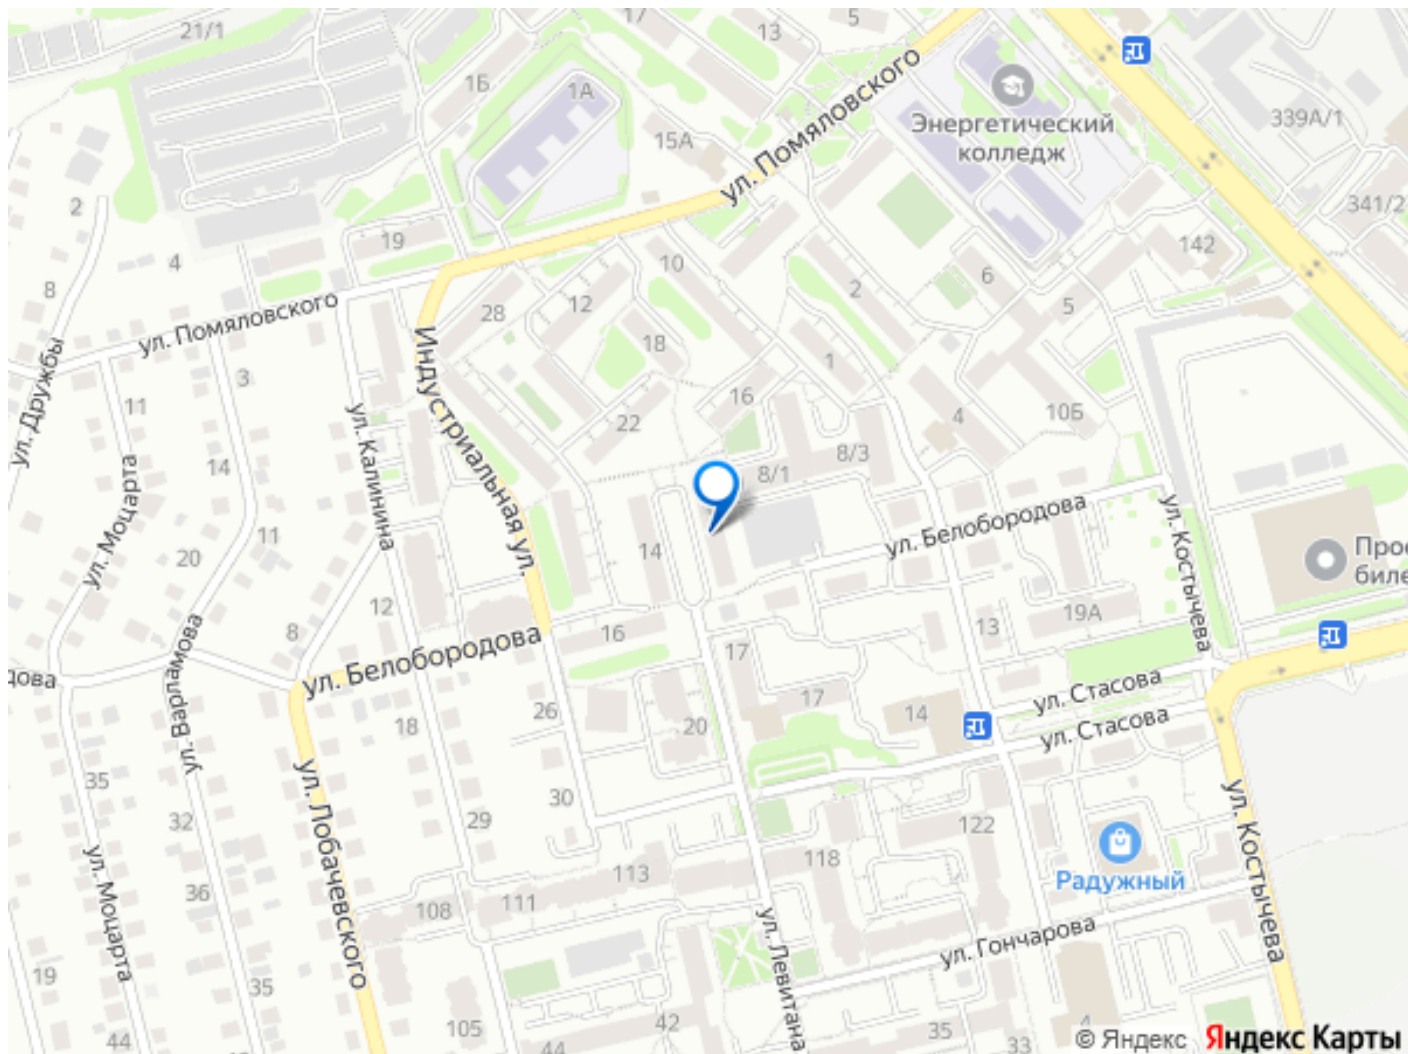 21/1
17
13
5
1Б
1А
15А
ул. Помяловского
Энергетический
колледж
339А/1
341/2
2
4
8
19
10
12
28
18
2
6
142
5
ул. Помяловского
ул. Дружбы
3
11
14
ул. Калинина
Индустриальная ул.
22
16
1
4
10Б
8/1
8/3
ул. Моцарта
20
11
14
ул. Белобородова
ул. Костычева
Прос
биле
12
8
16
17
13
19А
ул. Варламова
дова
ул. Белобородова
18
26
20
17
14
ул. Стасова
ул. Стасова
35
ул. Лобачевского
30
29
32
36
ул. Моцарта
113
111
108
118
122
Радужный
ул. Костычева
ул. Левитана
ул. Гончарова
19
35
44
105
42
44
35
33
4
© Яндекс Яндекс Карты